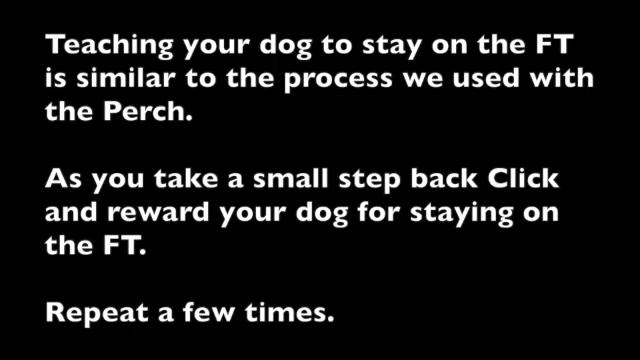 Teaching your dog to stay on the FT
is similar to the process we used with
the Perch.
As you take a small step back Click
and reward your dog for staying on
the FT.
Repeat a few times.